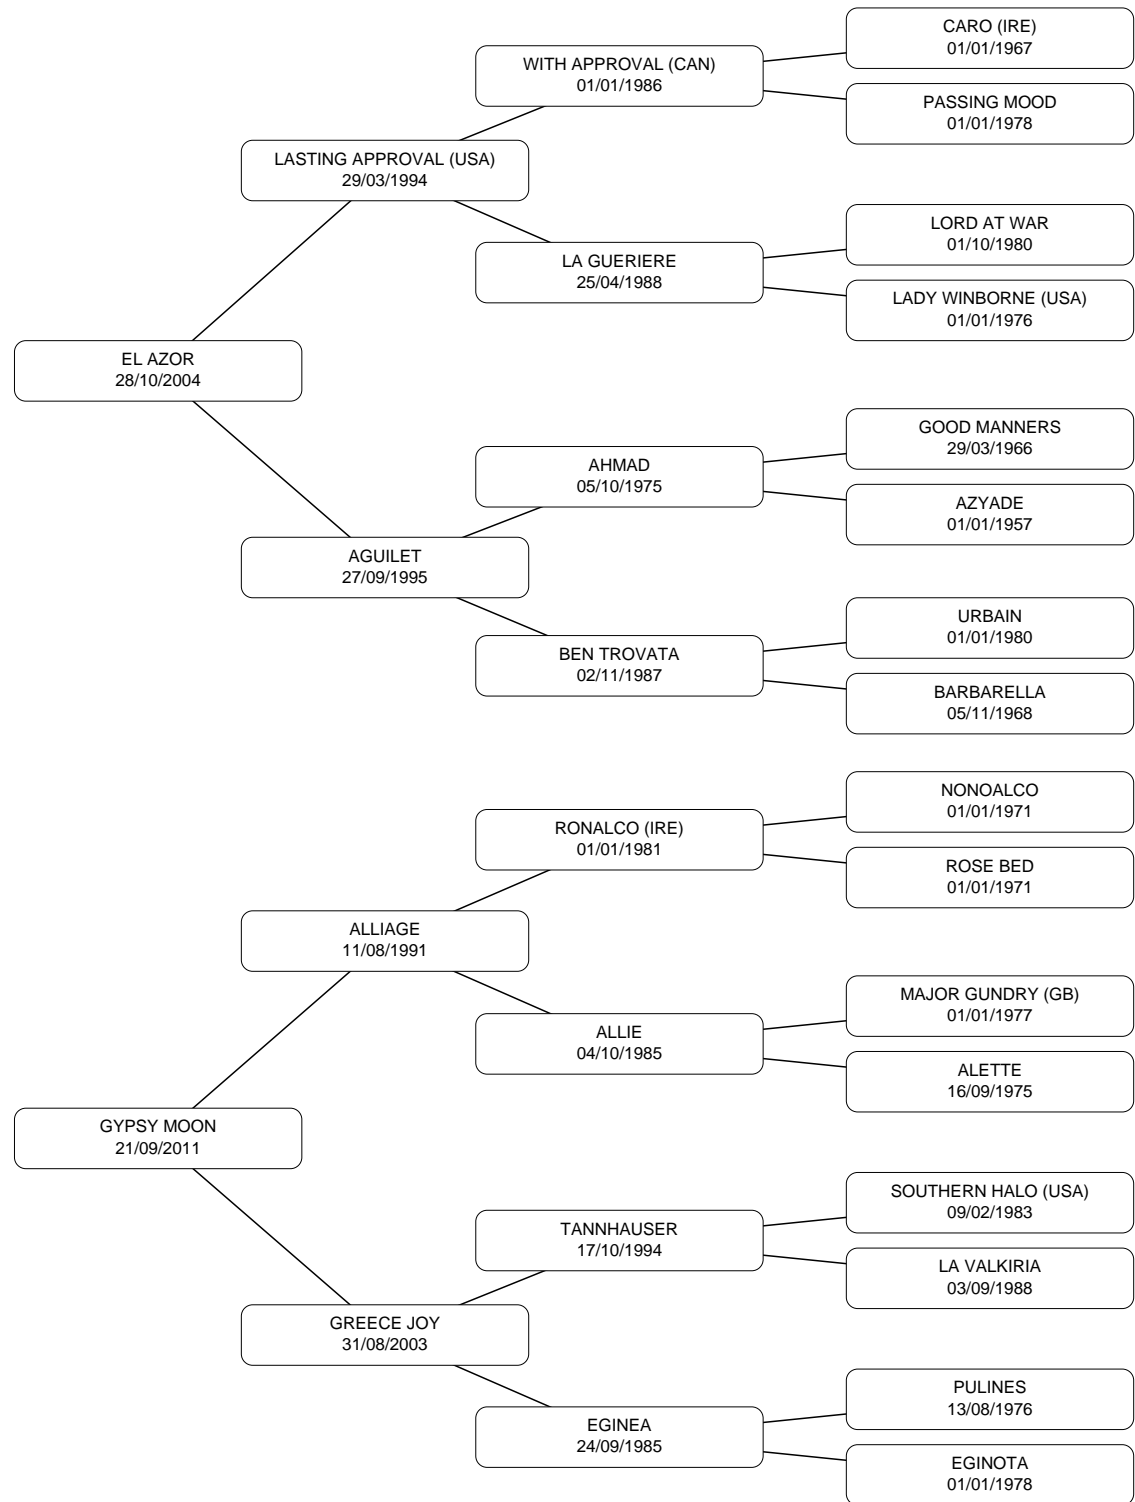 CARO (IRE)
01/01/1967
WITH APPROVAL (CAN)
01/01/1986
PASSING MOOD
01/01/1978
LASTING APPROVAL (USA)
29/03/1994
LORD AT WAR
01/10/1980
LA GUERIERE
25/04/1988
LADY WINBORNE (USA)
01/01/1976
EL AZOR
28/10/2004
GOOD MANNERS
29/03/1966
AHMAD
05/10/1975
AZYADE
01/01/1957
AGUILET
27/09/1995
URBAIN
01/01/1980
BEN TROVATA
02/11/1987
BARBARELLA
05/11/1968
NONOALCO
01/01/1971
RONALCO (IRE)
01/01/1981
ROSE BED
01/01/1971
ALLIAGE
11/08/1991
MAJOR GUNDRY (GB)
01/01/1977
ALLIE
04/10/1985
ALETTE
16/09/1975
GYPSY MOON
21/09/2011
SOUTHERN HALO (USA)
09/02/1983
TANNHAUSER
17/10/1994
LA VALKIRIA
03/09/1988
GREECE JOY
31/08/2003
PULINES
13/08/1976
EGINEA
24/09/1985
EGINOTA
01/01/1978